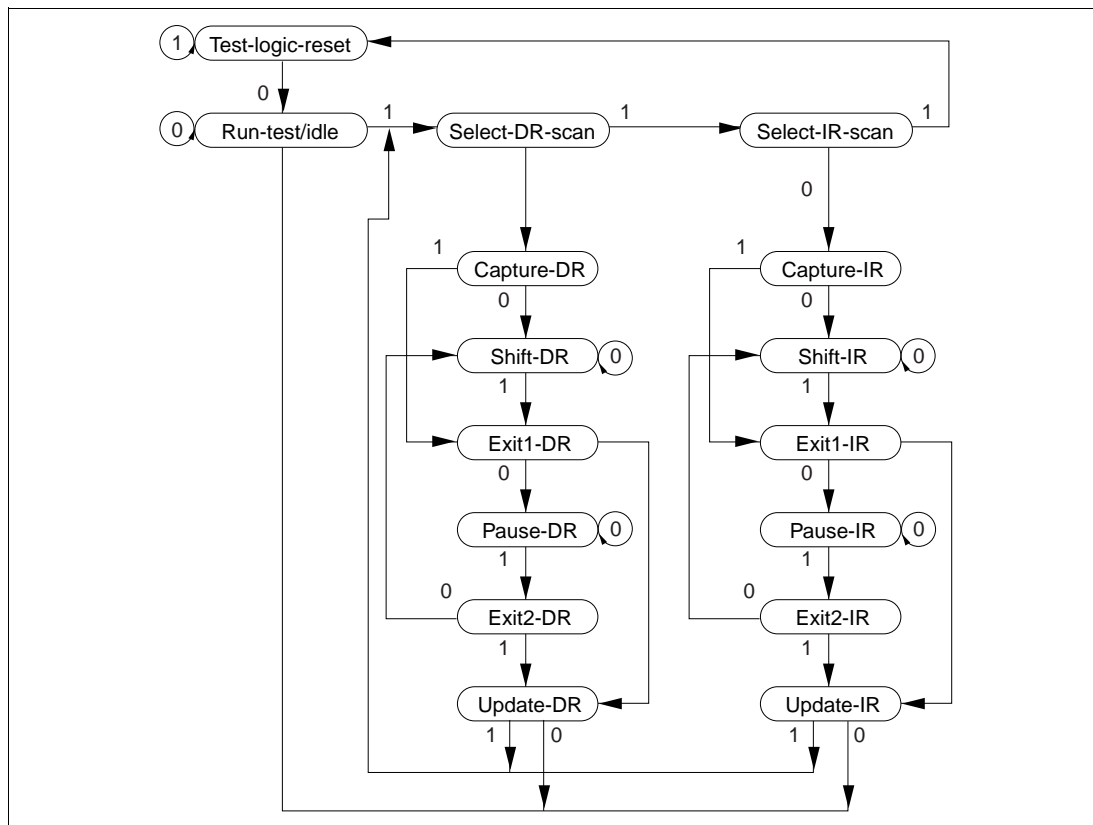 1 Test-logic-reset
0
0 Run-test/idle 1 Select-DR-scan 1 Select-IR-scan 1
0
1 1
Capture-DR Capture-IR
0 0
Shift-DR 0 Shift-IR 0
1 1
Exit1-DR Exit1-IR
0 0
Pause-DR 0 Pause-IR 0
1 1
0 0
Exit2-DR Exit2-IR
1 1
Update-DR Update-IR
1 0 1 0